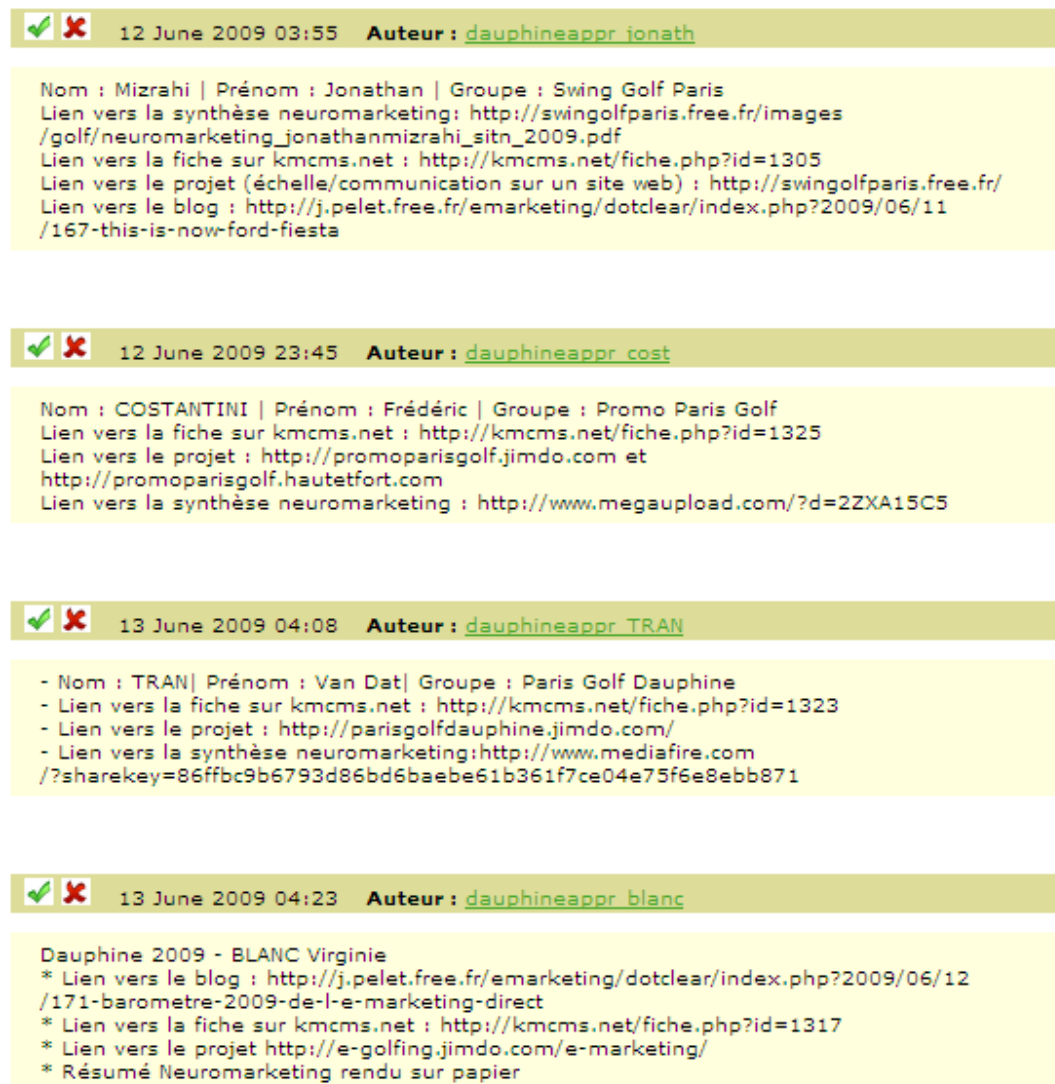 12 June 2009 03:55 Auteur : dauphineappr_jonath
Nom : Mizrahi | Prénom : Jonathan | Groupe : Swing Golf Paris
Lien vers la synthèse neuromarketing: http://swingolfparis.free.fr/images
/golf/neuromarketing_jonathanmizrahi_sitn_2009.pdf
Lien vers la fiche sur kmcms.net : http://kmcms.net/fiche.php?id=1305
Lien vers le projet (échelle/communication sur un site web) : http://swingolfparis.free.fr/
Lien vers le blog : http://j.pelet.free.fr/emarketing/dotclear/index.php?2009/06/11
/167-this-is-now-ford-fiesta
12 June 2009 23:45 Auteur : dauphineappr_cost
Nom : COSTANTINI | Prénom : Frédéric | Groupe : Promo Paris Golf
Lien vers la fiche sur kmcms.net : http://kmcms.net/fiche.php?id=1325
Lien vers le projet : http://promoparisgolf.jimdo.com et
http://promoparisgolf.hautetfort.com
Lien vers la synthèse neuromarketing : http://www.megaupload.com/?d=2ZXA15C5
13 June 2009 04:08 Auteur : dauphineappr_TRAN
- Nom : TRAN| Prénom : Van Dat| Groupe : Paris Golf Dauphine
- Lien vers la fiche sur kmcms.net : http://kmcms.net/fiche.php?id=1323
- Lien vers le projet : http://parisgolfdauphine.jimdo.com/
- Lien vers la synthèse neuromarketing:http://www.mediafire.com
/?sharekey=86ffbc9b6793d86bd6baebe61b361f7ce04e75f6e8ebb871
13 June 2009 04:23 Auteur : dauphineappr_blanc
Dauphine 2009 - BLANC Virginie
* Lien vers le blog : http://j.pelet.free.fr/emarketing/dotclear/index.php?2009/06/12
/171-barometre-2009-de-l-e-marketing-direct
* Lien vers la fiche sur kmcms.net : http://kmcms.net/fiche.php?id=1317
* Lien vers le projet http://e-golfing.jimdo.com/e-marketing/
* Résumé Neuromarketing rendu sur papier